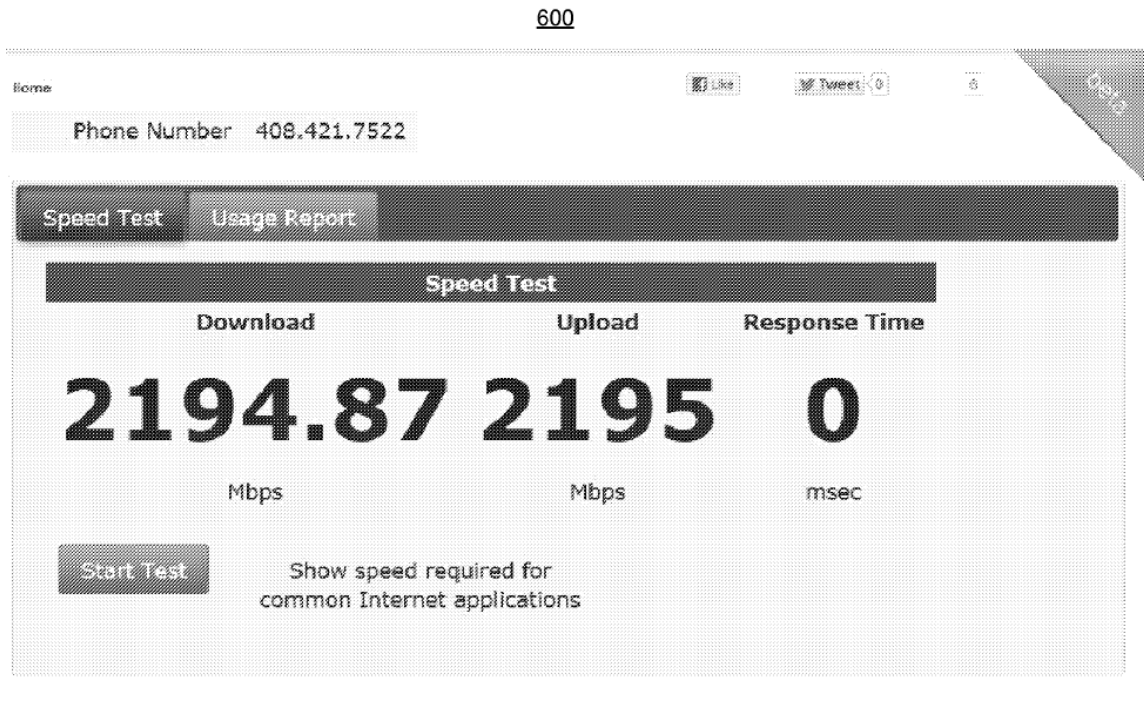 600
Home Like Tweet 0 0 beta
Phone Number 408.421.7522
Speed Test Usage Report
Speed Test
Download Upload Response Time
2194.87 2195 0
Mbps Mbps msec
Start Test Show speed required for
common Internet applications